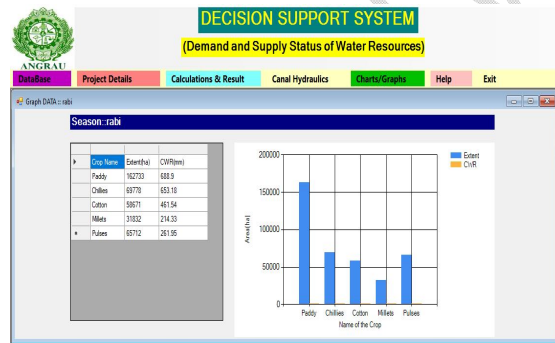 DECISION SUPPORT SYSTEM
(Demand and Supply Status of Water Resources)
ANGRAU
DataBase Project Details Calculations & Result Canal Hydraulics Charts/Graphs Help Exit
Graph DATA :: rabi
Season::rabi
Crop Name Extent(ha) CWR(mm)
Paddy 162733 688.9
Chillies 69778 653.18
Cotton 58671 461.54
Millets 31832 214.33
Pulses 65712 261.95
200000
150000
100000
50000
0
Area(ha)
Paddy Chillies Cotton Millets Pulses
Name of the Crop
Extent
CWR